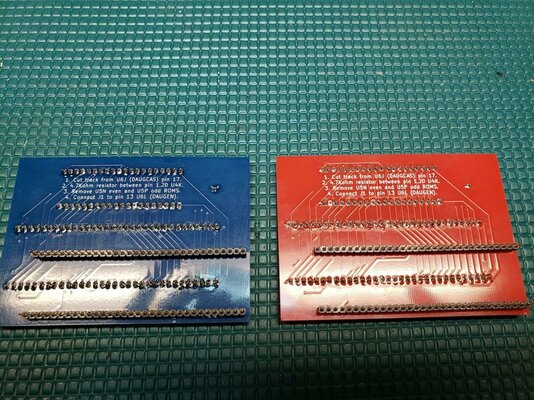 1. Cut track from U6J (DAUGCAS) pin 17.
2. 4.7Kohm resistor between pin 1,20 U4K.
3. Remove U5N even and U5P odd ROMS.
4. Connect J1 to pin 13 U6L (DAUGEN).
1. Cut track from U6J (DAUGCAS) pin 17.
2. 4.7Kohm resistor between pin 1,20 U4K.
3. Remove U5N even and U5P odd ROMS.
4. Connect J1 to pin 13 U6L (DAUGEN).